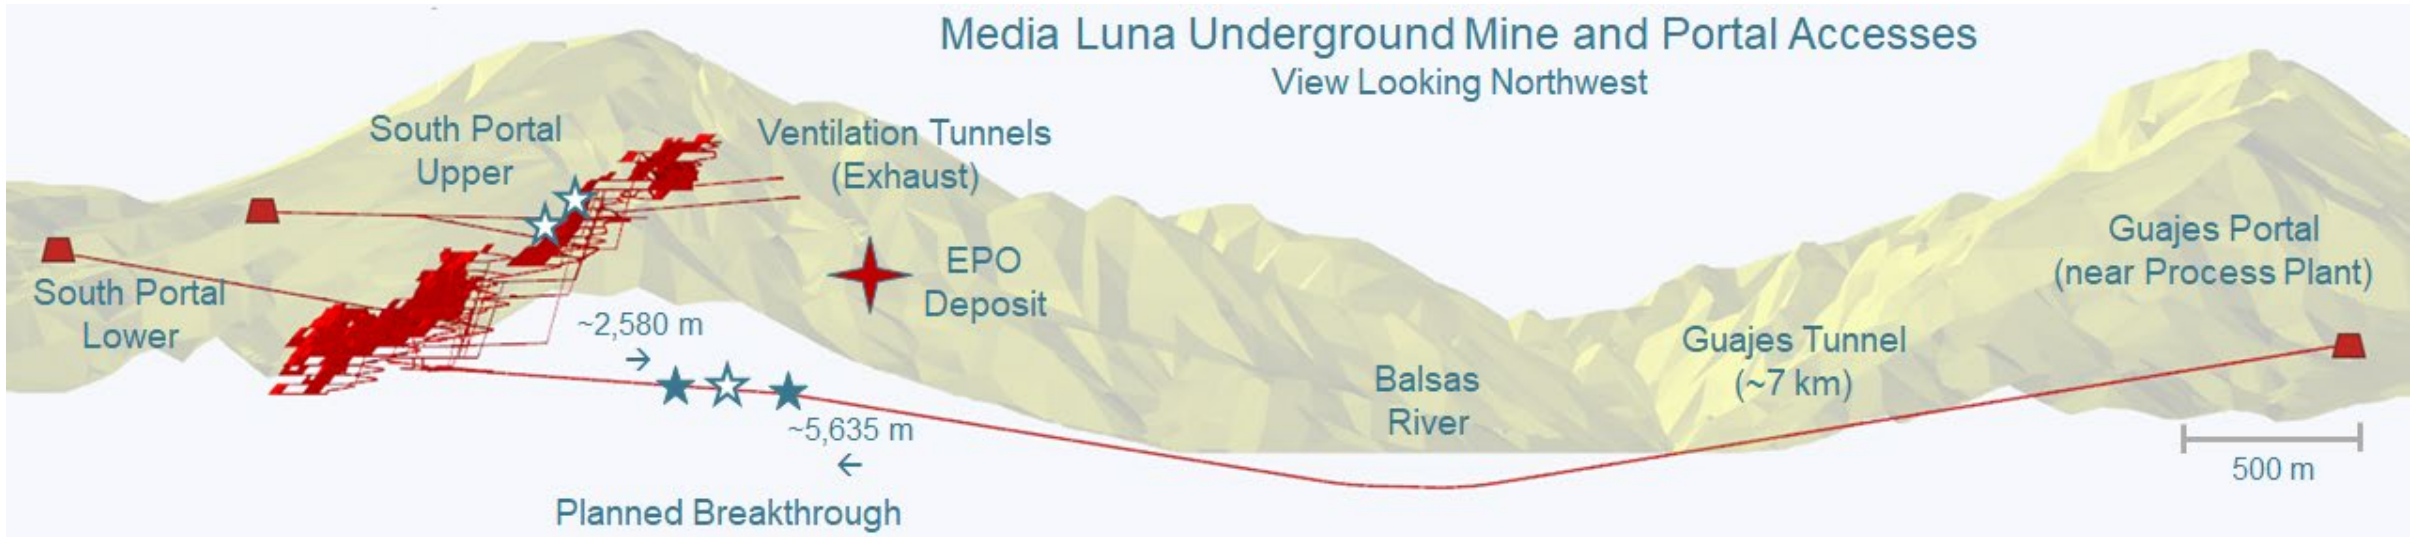 Media Luna Underground Mine and Portal Accesses
View Looking Northwest
South Portal
Upper
Ventilation Tunnels
(Exhaust)
South Portal
Lower
EPO
Deposit
~2,580 m
→
~5,635 m
←
Planned Breakthrough
Balsas
River
Guajes Tunnel
(~7 km)
Guajes Portal
(near Process Plant)
500 m